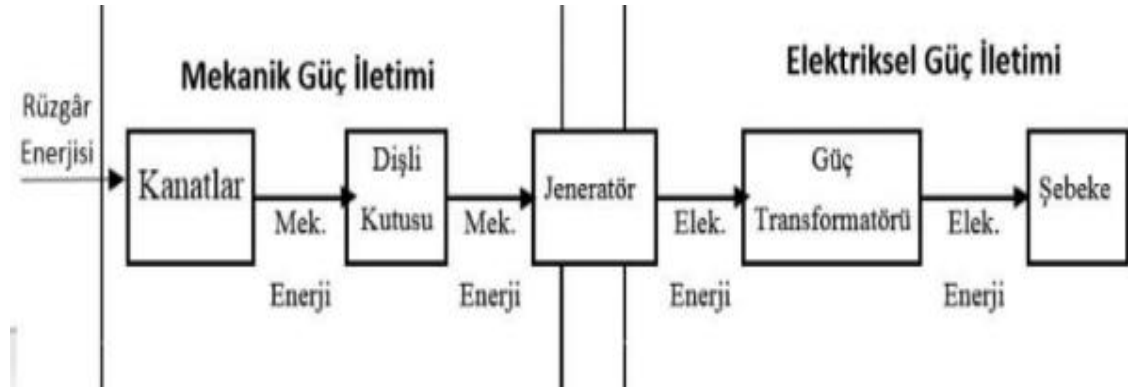 Mekanik Güç İletimi
Elektriksel Güç İletimi
Rüzgâr
Enerjisi
Kanatlar
Mek.
Enerji
Dişli
Kutusu
Mek.
Enerji
Jeneratör
Elek.
Enerji
Güç
Transformatörü
Elek.
Enerji
Şebeke